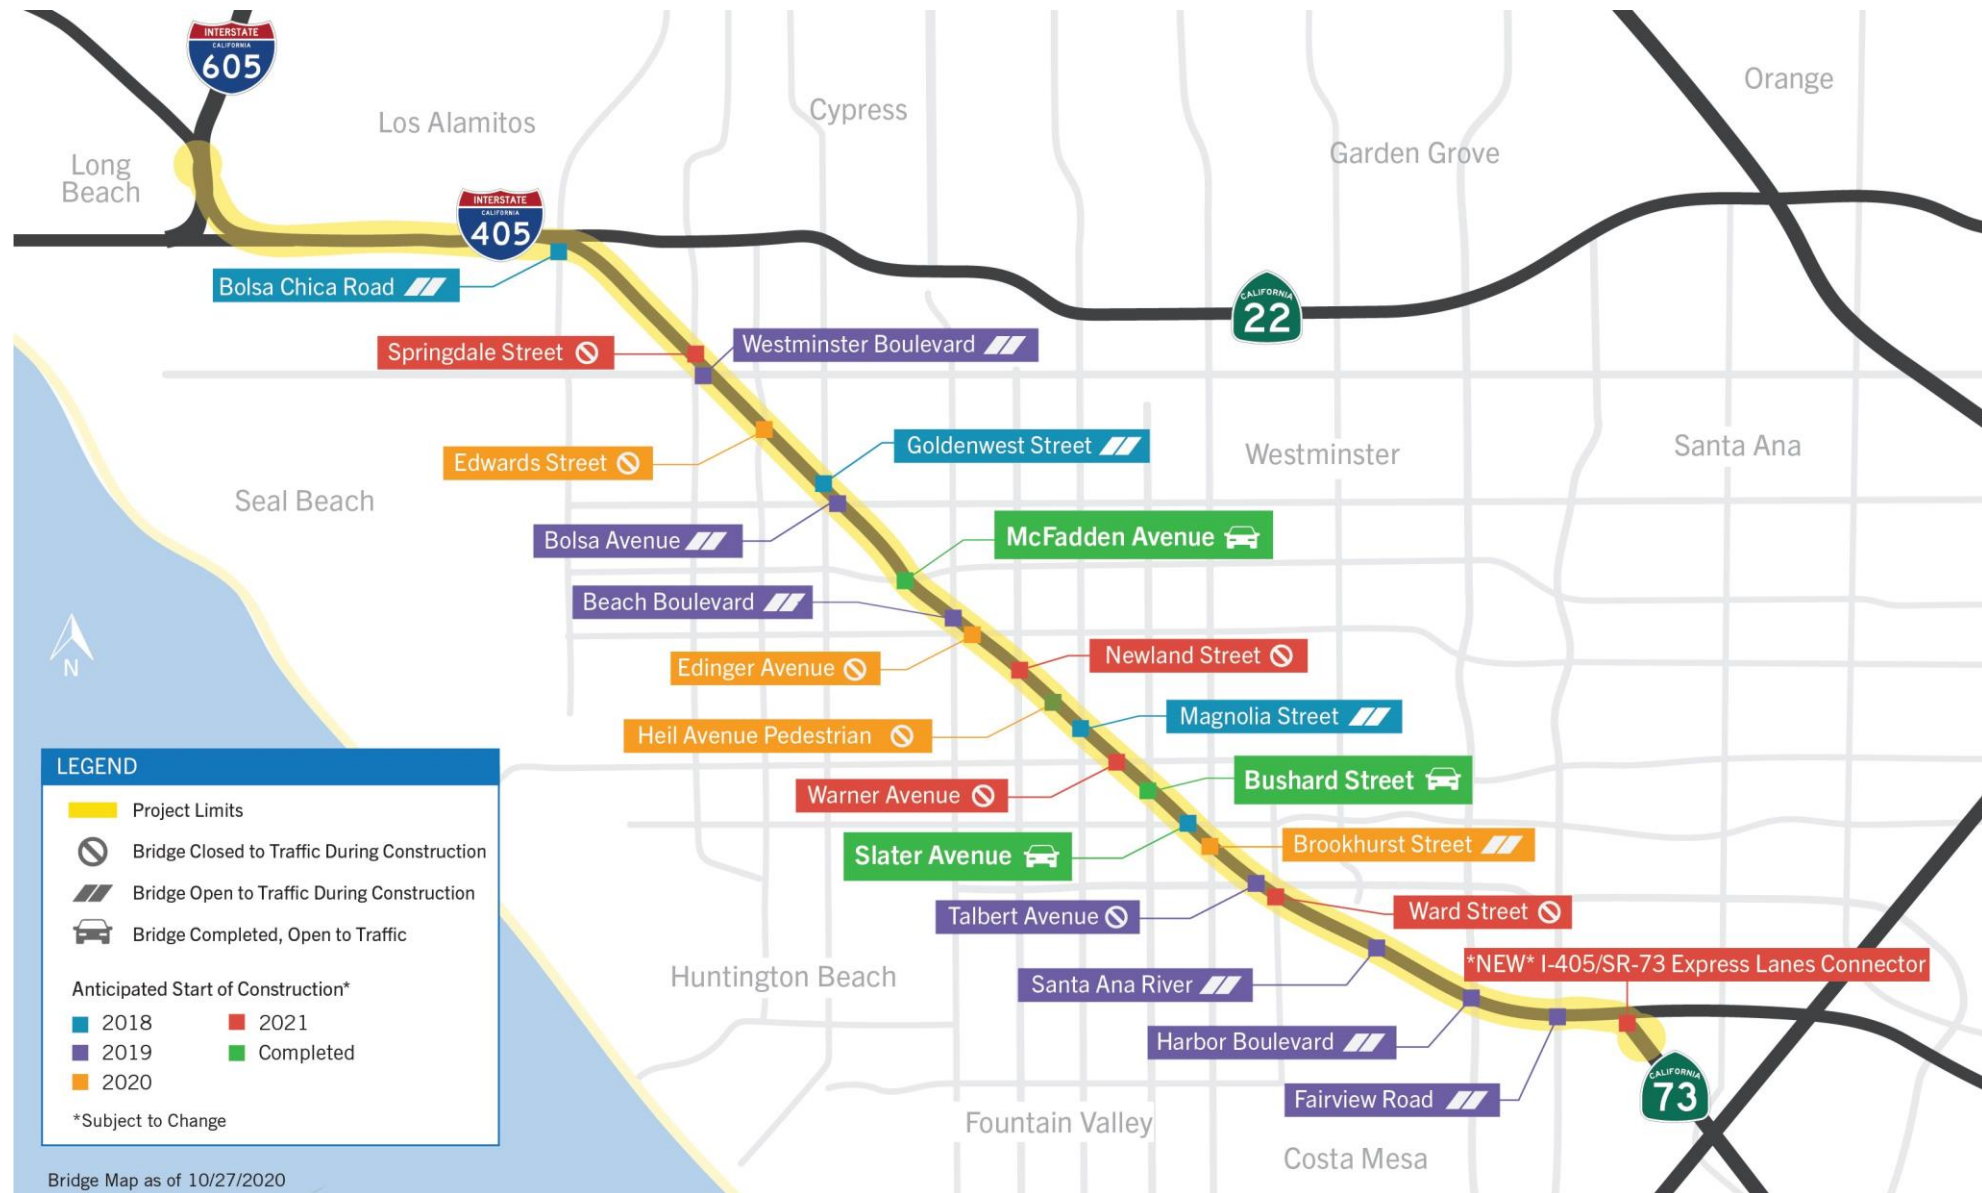 INTERSTATE
CALIFORNIA
605
Orange
Cypress
Los Alamitos
Garden Grove
Long
Beach
INTERSTATE
CALIFORNIA
405
Bolsa Chica Road
CALIFORNIA
22
Springdale Street
Westminster Boulevard
Goldenwest Street
Westminster
Santa Ana
Edwards Street
Seal Beach
Bolsa Avenue
McFadden Avenue
Beach Boulevard
N
Edinger Avenue
Newland Street
Heil Avenue Pedestrian
Magnolia Street
Warner Avenue
Bushard Street
Slater Avenue
Brookhurst Street
Talbert Avenue
Ward Street
Huntington Beach
Santa Ana River
*NEW* I-405/SR-73 Express Lanes Connector
Harbor Boulevard
Fairview Road
CALIFORNIA
73
Fountain Valley
Costa Mesa
LEGEND
Project Limits
Bridge Closed to Traffic During Construction
Bridge Open to Traffic During Construction
Bridge Completed, Open to Traffic
Anticipated Start of Construction*
2018
2021
2019
Completed
2020
*Subject to Change
Bridge Map as of 10/27/2020